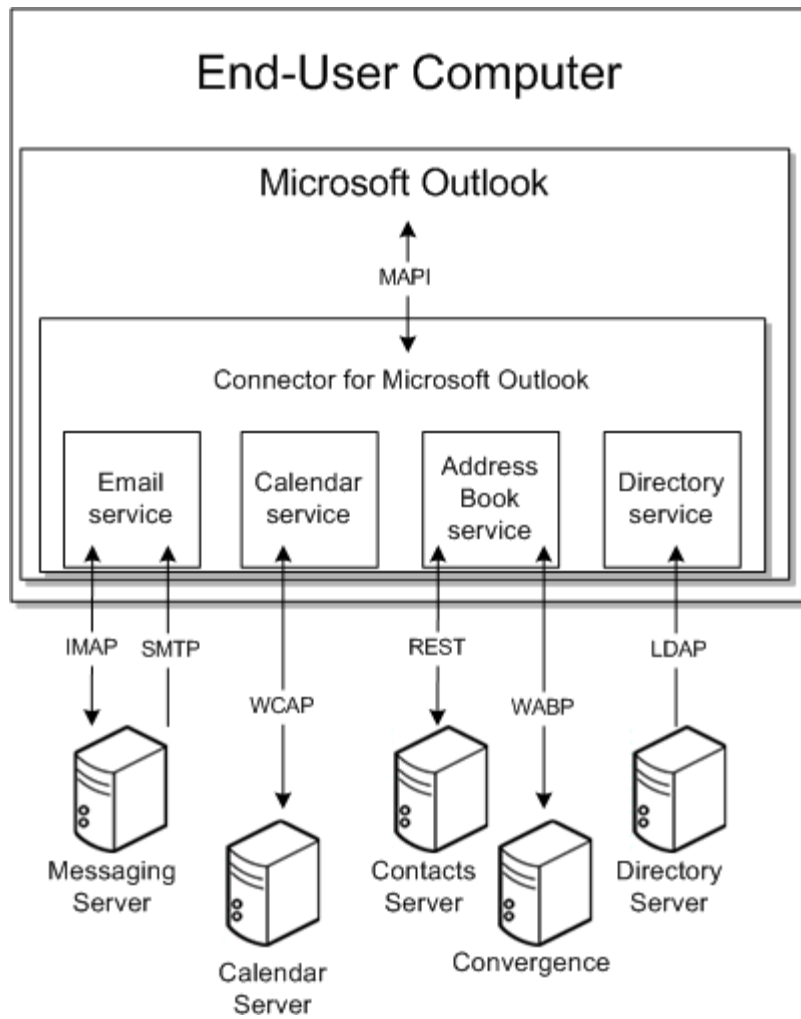 End-User Computer
Microsoft Outlook
MAPI
Connector for Microsoft Outlook
Email
service
Calendar
service
Address
Book
service
Directory
service
IMAP
SMTP
REST
LDAP
WCAP
WABP
Messaging
Server
Contacts
Server
Directory
Server
Calendar
Server
Convergence